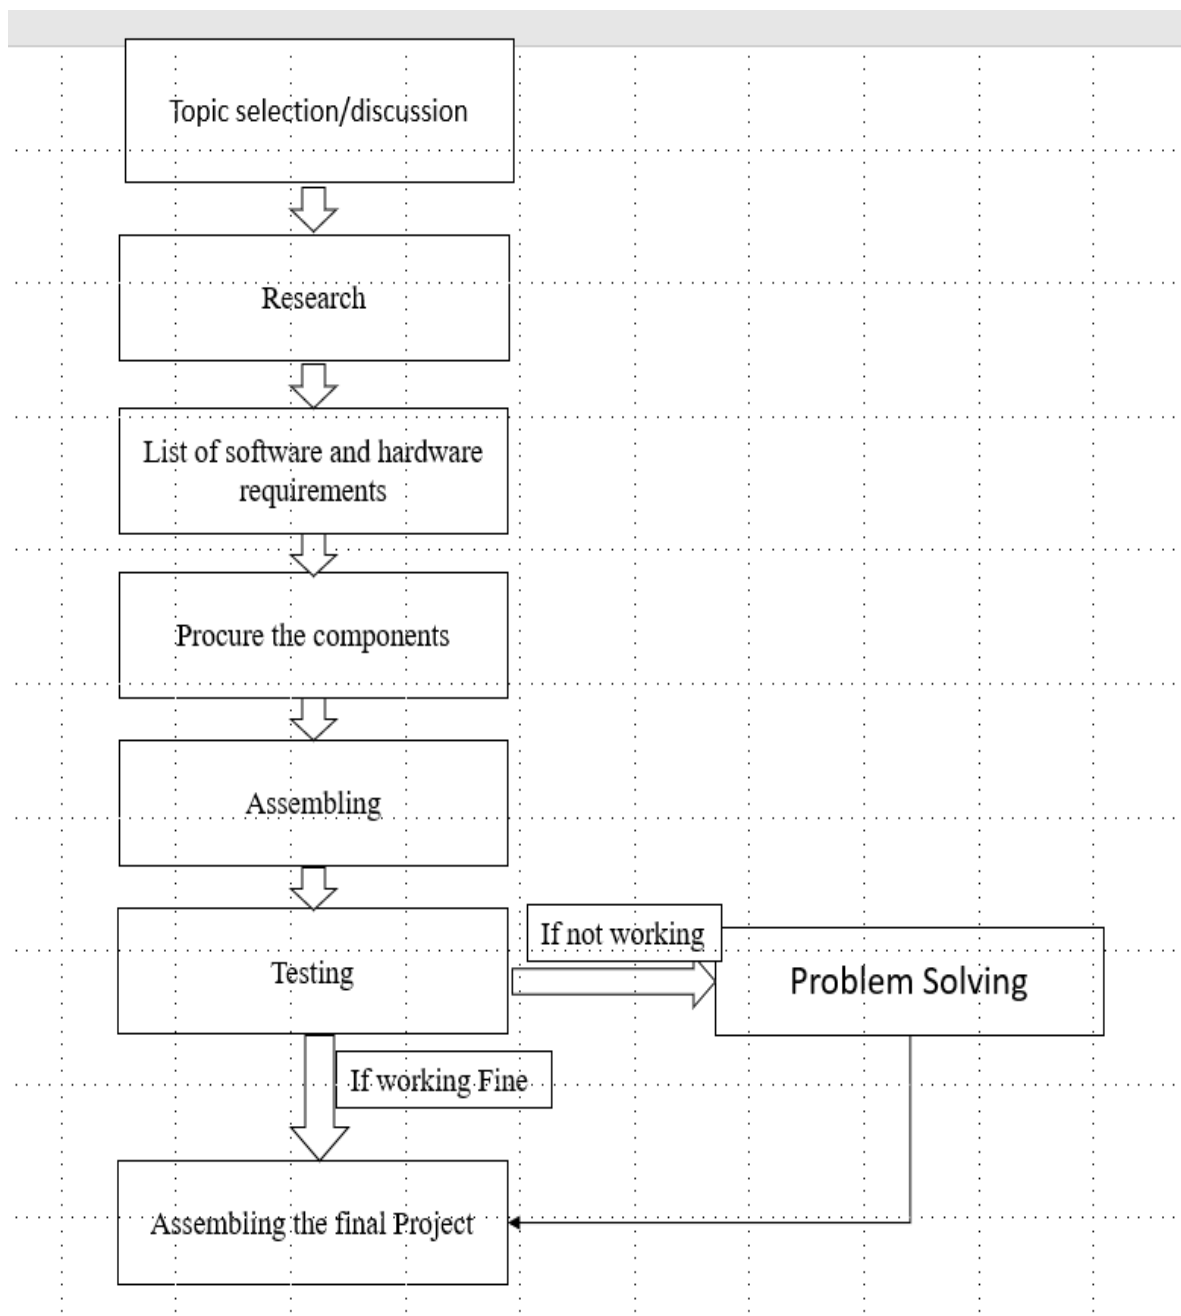 Topic selection/discussion
Research
List of software and hardware
requirements
Procure the components
Assembling
Testing
If not working
Problem Solving
If working Fine
Assembling the final Project